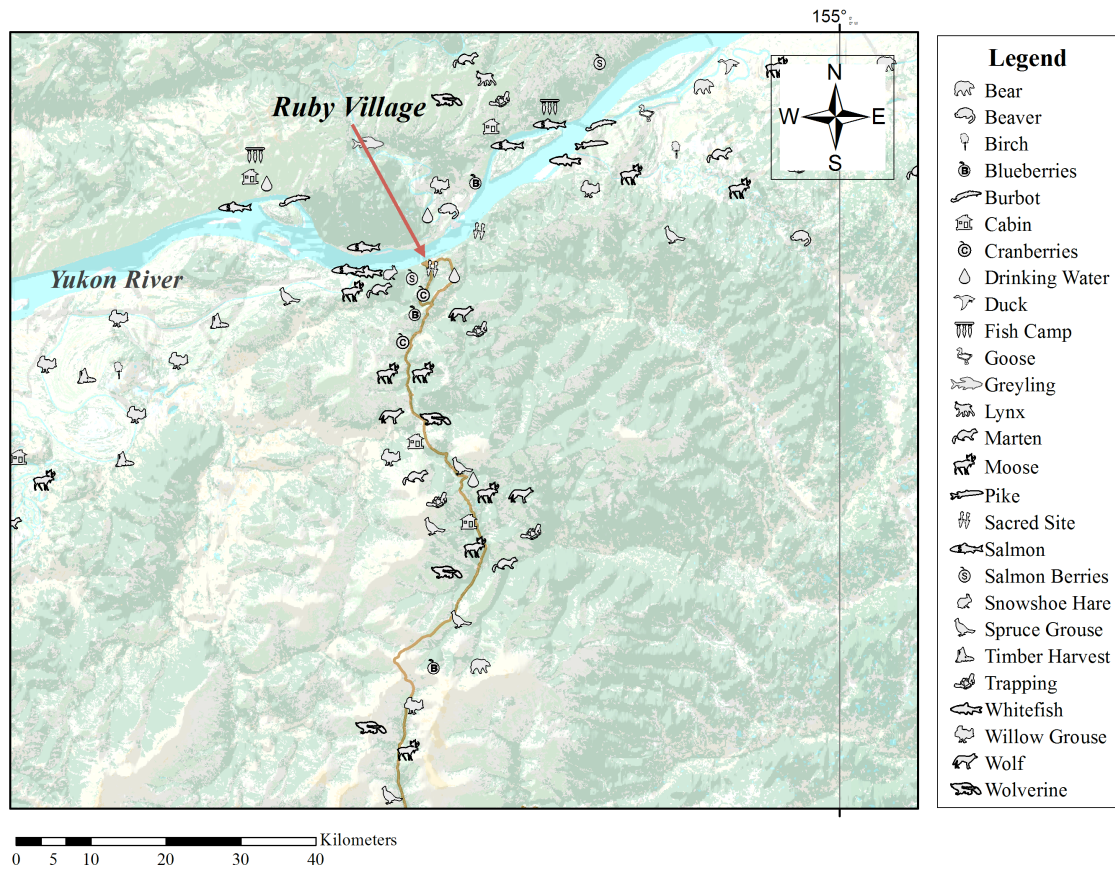 155°
Ruby Village
Yukon River
N
W
E
S
S
S
B
C
B
C
B
Legend
Bear
Beaver
Birch
B Blueberries
Burbot
Cabin
C Cranberries
Drinking Water
Duck
Fish Camp
Goose
Greyling
Lynx
Marten
Moose
Pike
Sacred Site
Salmon
S Salmon Berries
Snowshoe Hare
Spruce Grouse
Timber Harvest
Trapping
Whitefish
Willow Grouse
Wolf
Wolverine
Kilometers
0 5 10 20 30 40